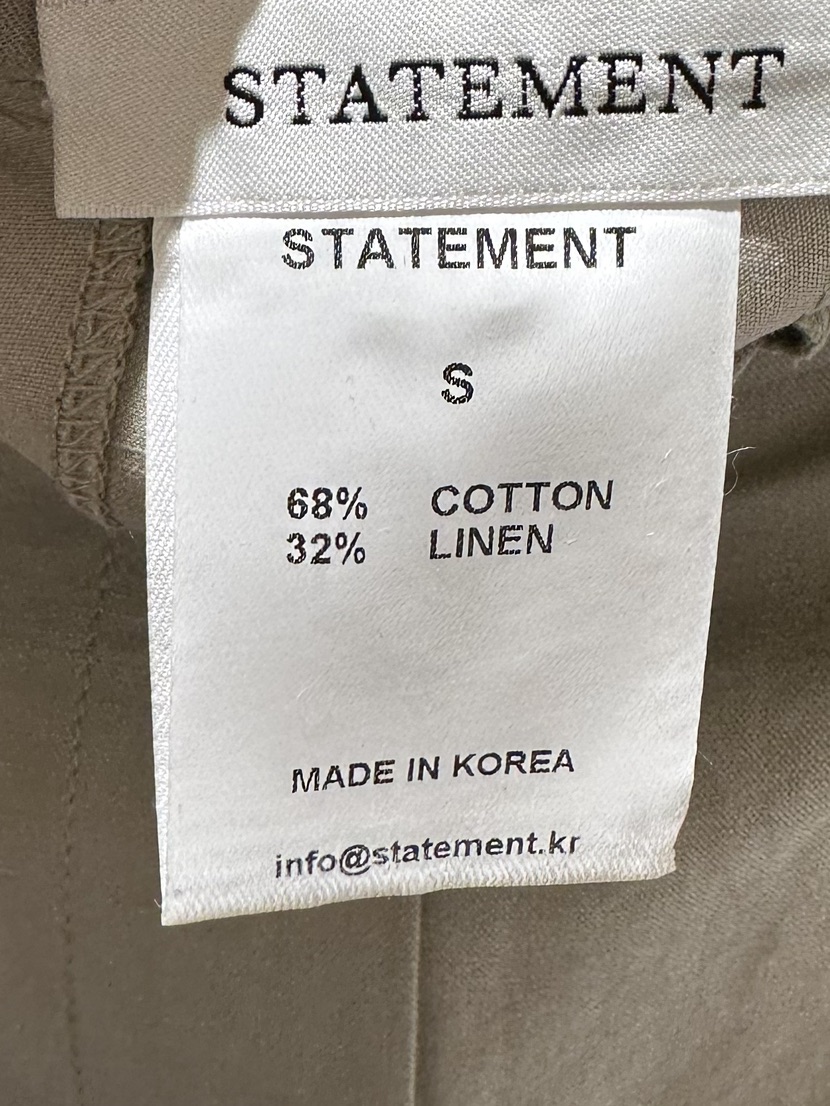 STATEMENT
STATEMENT
S
68% COTTON
32% LINEN
MADE IN KOREA
info@statement.kr